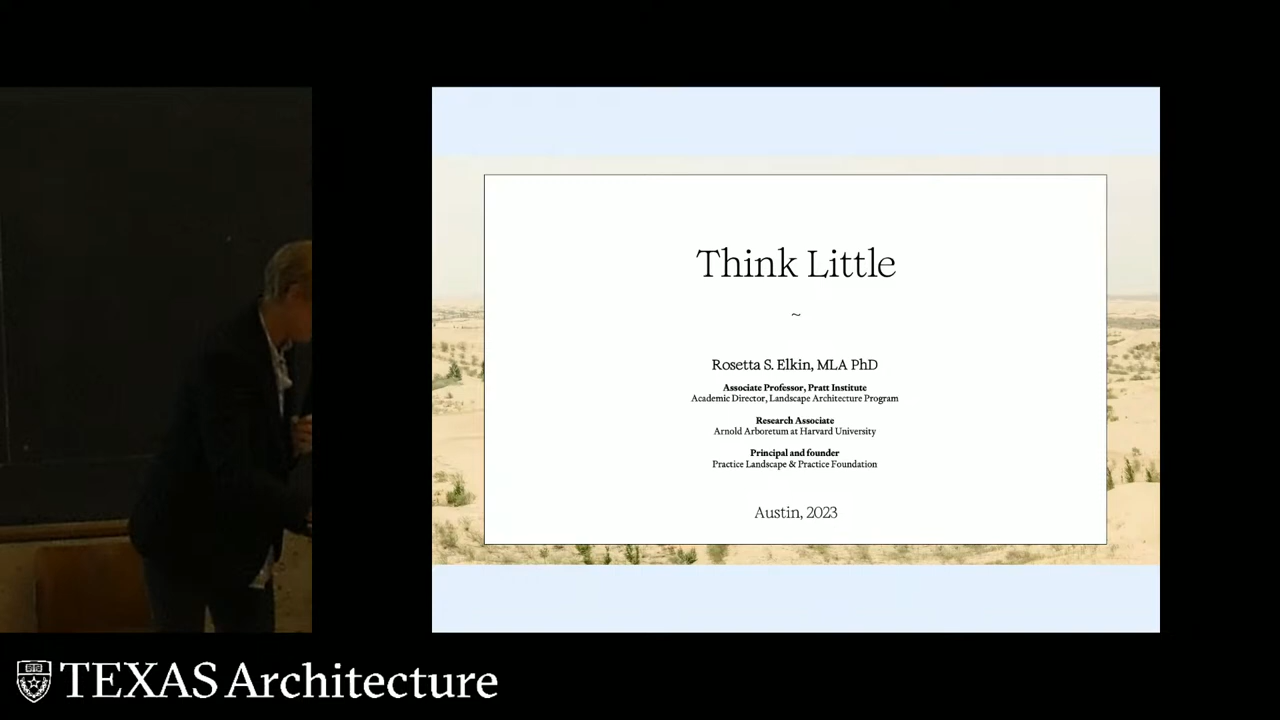 Think Little
~
Rosetta S. Elkin, MLA PhD
Associate Professor, Pratt Institute
Academic Director, Landscape Architecture Program
Research Associate
Arnold Arboretum at Harvard University
Principal and founder
Practice Landscape & Practice Foundation
Austin, 2023
TEXAS Architecture